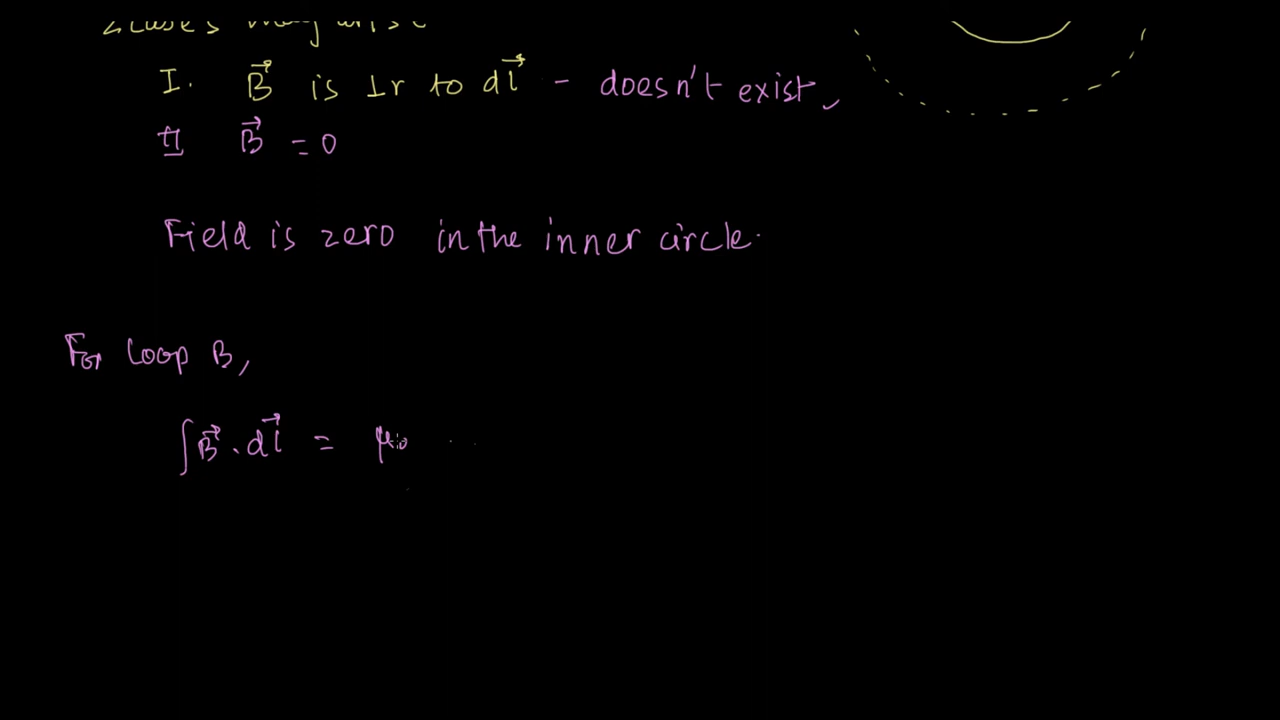 I. B⃗ is ⊥r to dl⃗ - doesn't exist
II B⃗ = 0
Field is zero in the inner circle.
For loop B,
∫B⃗ . dl⃗ = μ₀